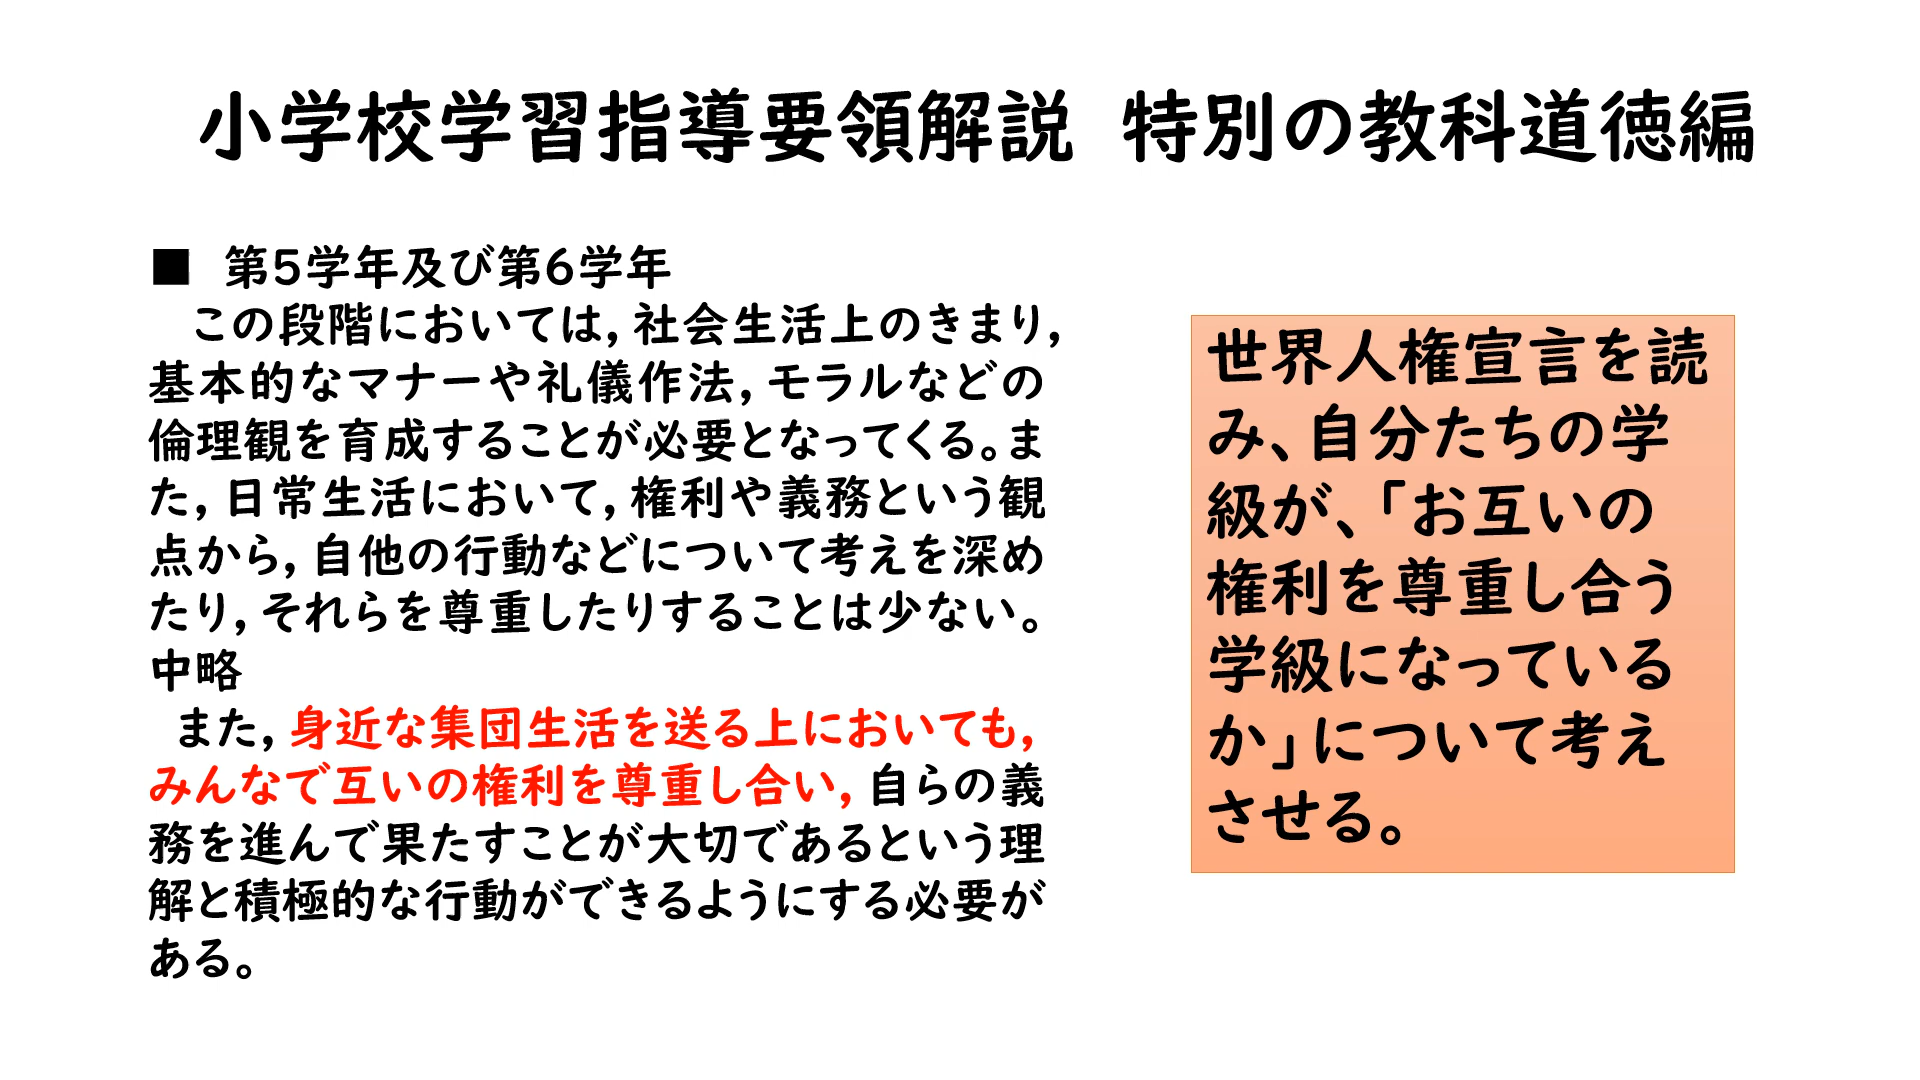 小学校学習指導要領解説 特別の教科道徳編
■ 第5学年及び第6学年
この段階においては,社会生活上のきまり,
基本的なマナーや礼儀作法,モラルなどの
倫理観を育成することが必要となってくる。ま
た,日常生活において,権利や義務という観
点から,自他の行動などについて考えを深め
たり,それらを尊重したりすることは少ない。
中略
また,身近な集団生活を送る上においても,
みんなで互いの権利を尊重し合い,自らの義
務を進んで果たすことが大切であるという理
解と積極的な行動ができるようにする必要が
ある。
世界人権宣言を読
み、自分たちの学
級が、「お互いの
権利を尊重し合う
学級になっている
か」について考え
させる。